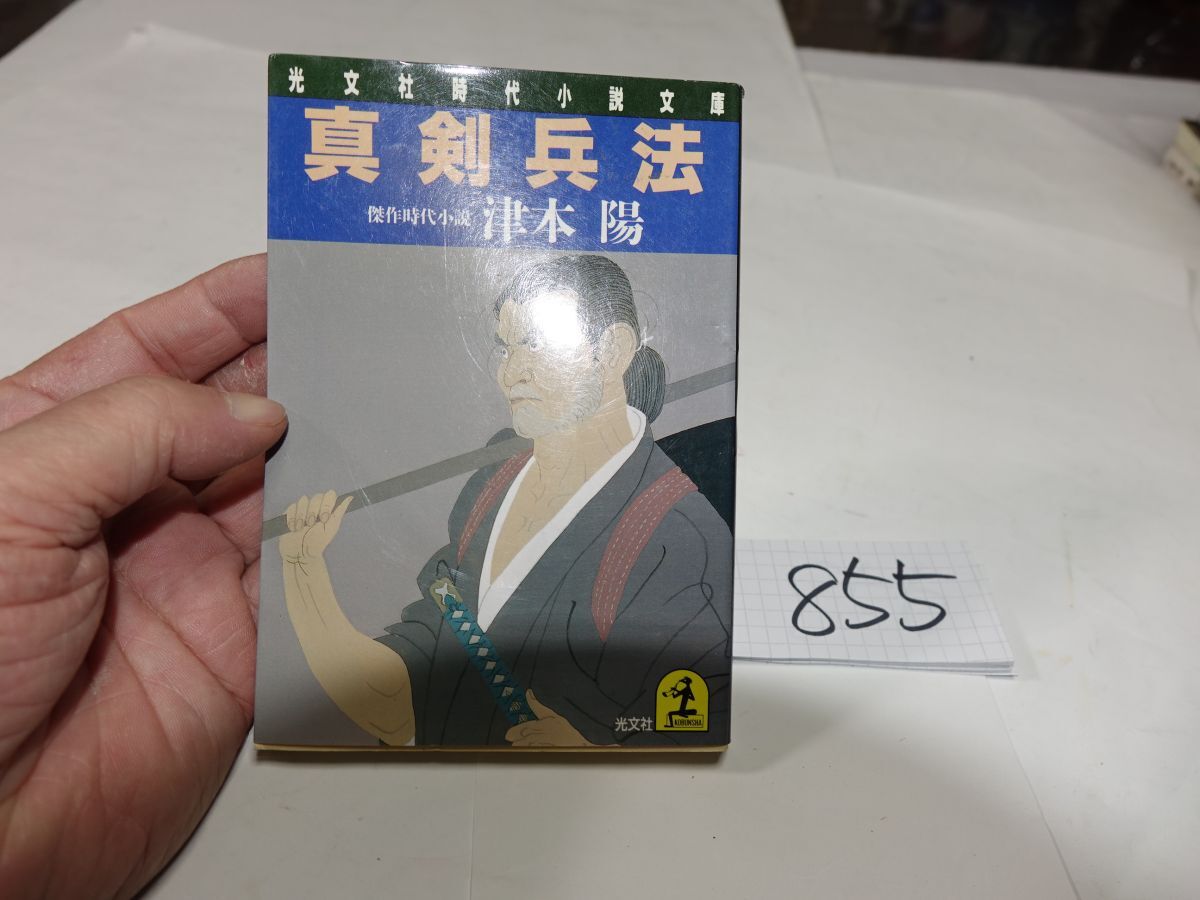 光文社時代小説文庫
真剣兵法
傑作時代小説 津本 陽
855
光文社
KOBUNSHA